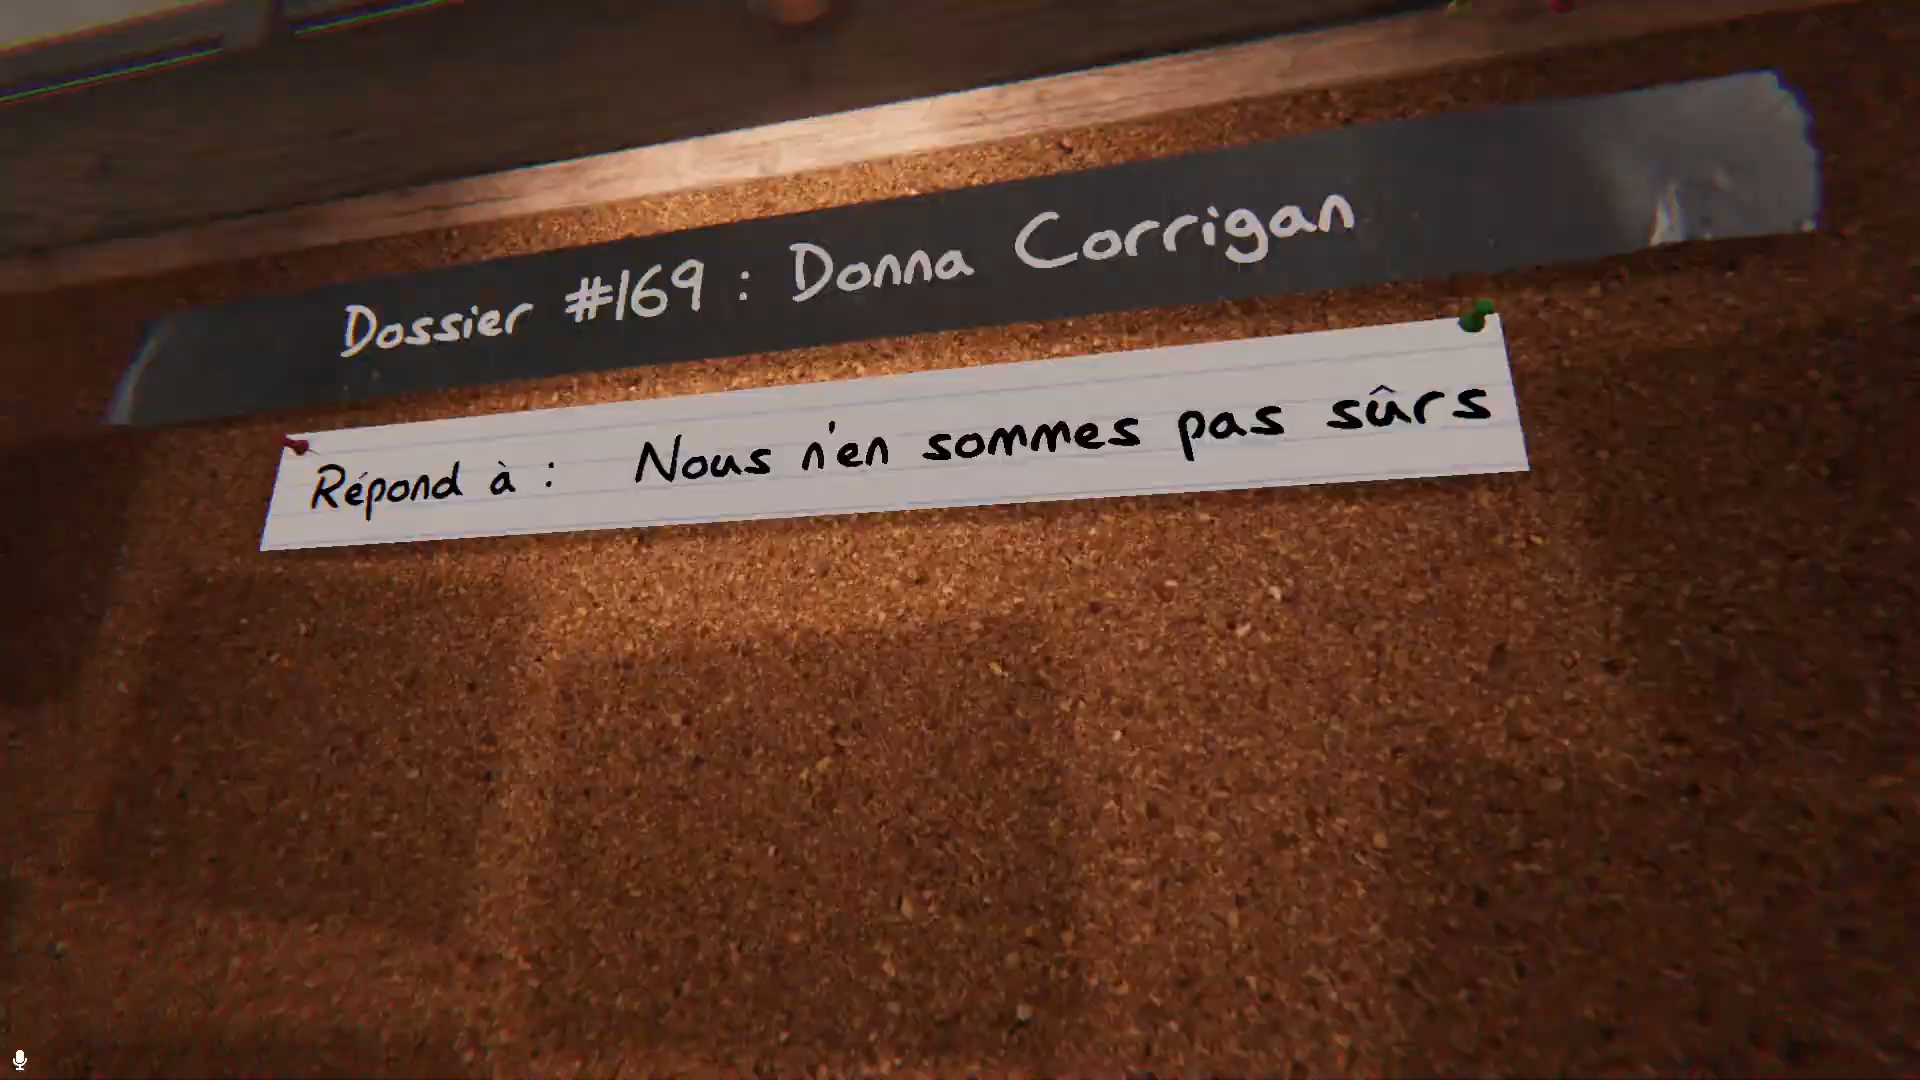 Dossier #169 : Donna Corrigan
Répond à : Nous n'en sommes pas sûrs